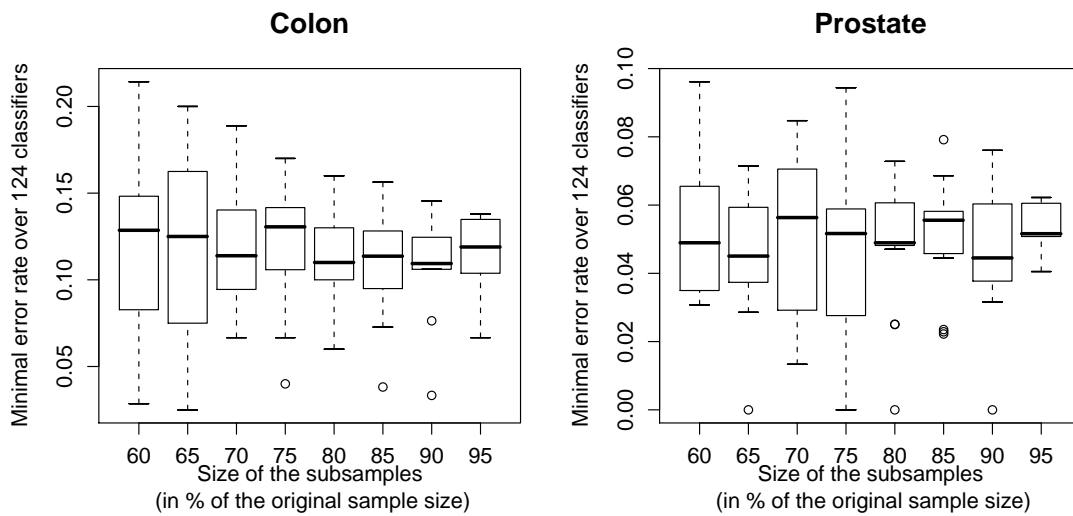 Colon
Minimal error rate over 124 classifiers
0.20
0.15
0.10
0.05
60 65 70 75 80 85 90 95
Size of the subsamples
(in % of the original sample size)
Prostate
Minimal error rate over 124 classifiers
0.10
0.08
0.06
0.04
0.02
0.00
60 65 70 75 80 85 90 95
Size of the subsamples
(in % of the original sample size)